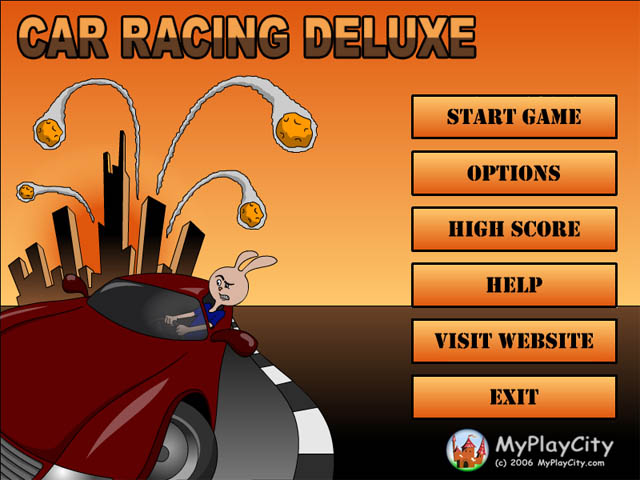 CAR RACING DELUXE
START GAME
OPTIONS
HIGH SCORE
HELP
VISIT WEBSITE
EXIT
MyPlayCity
(c) 2006 MyPlayCity.com